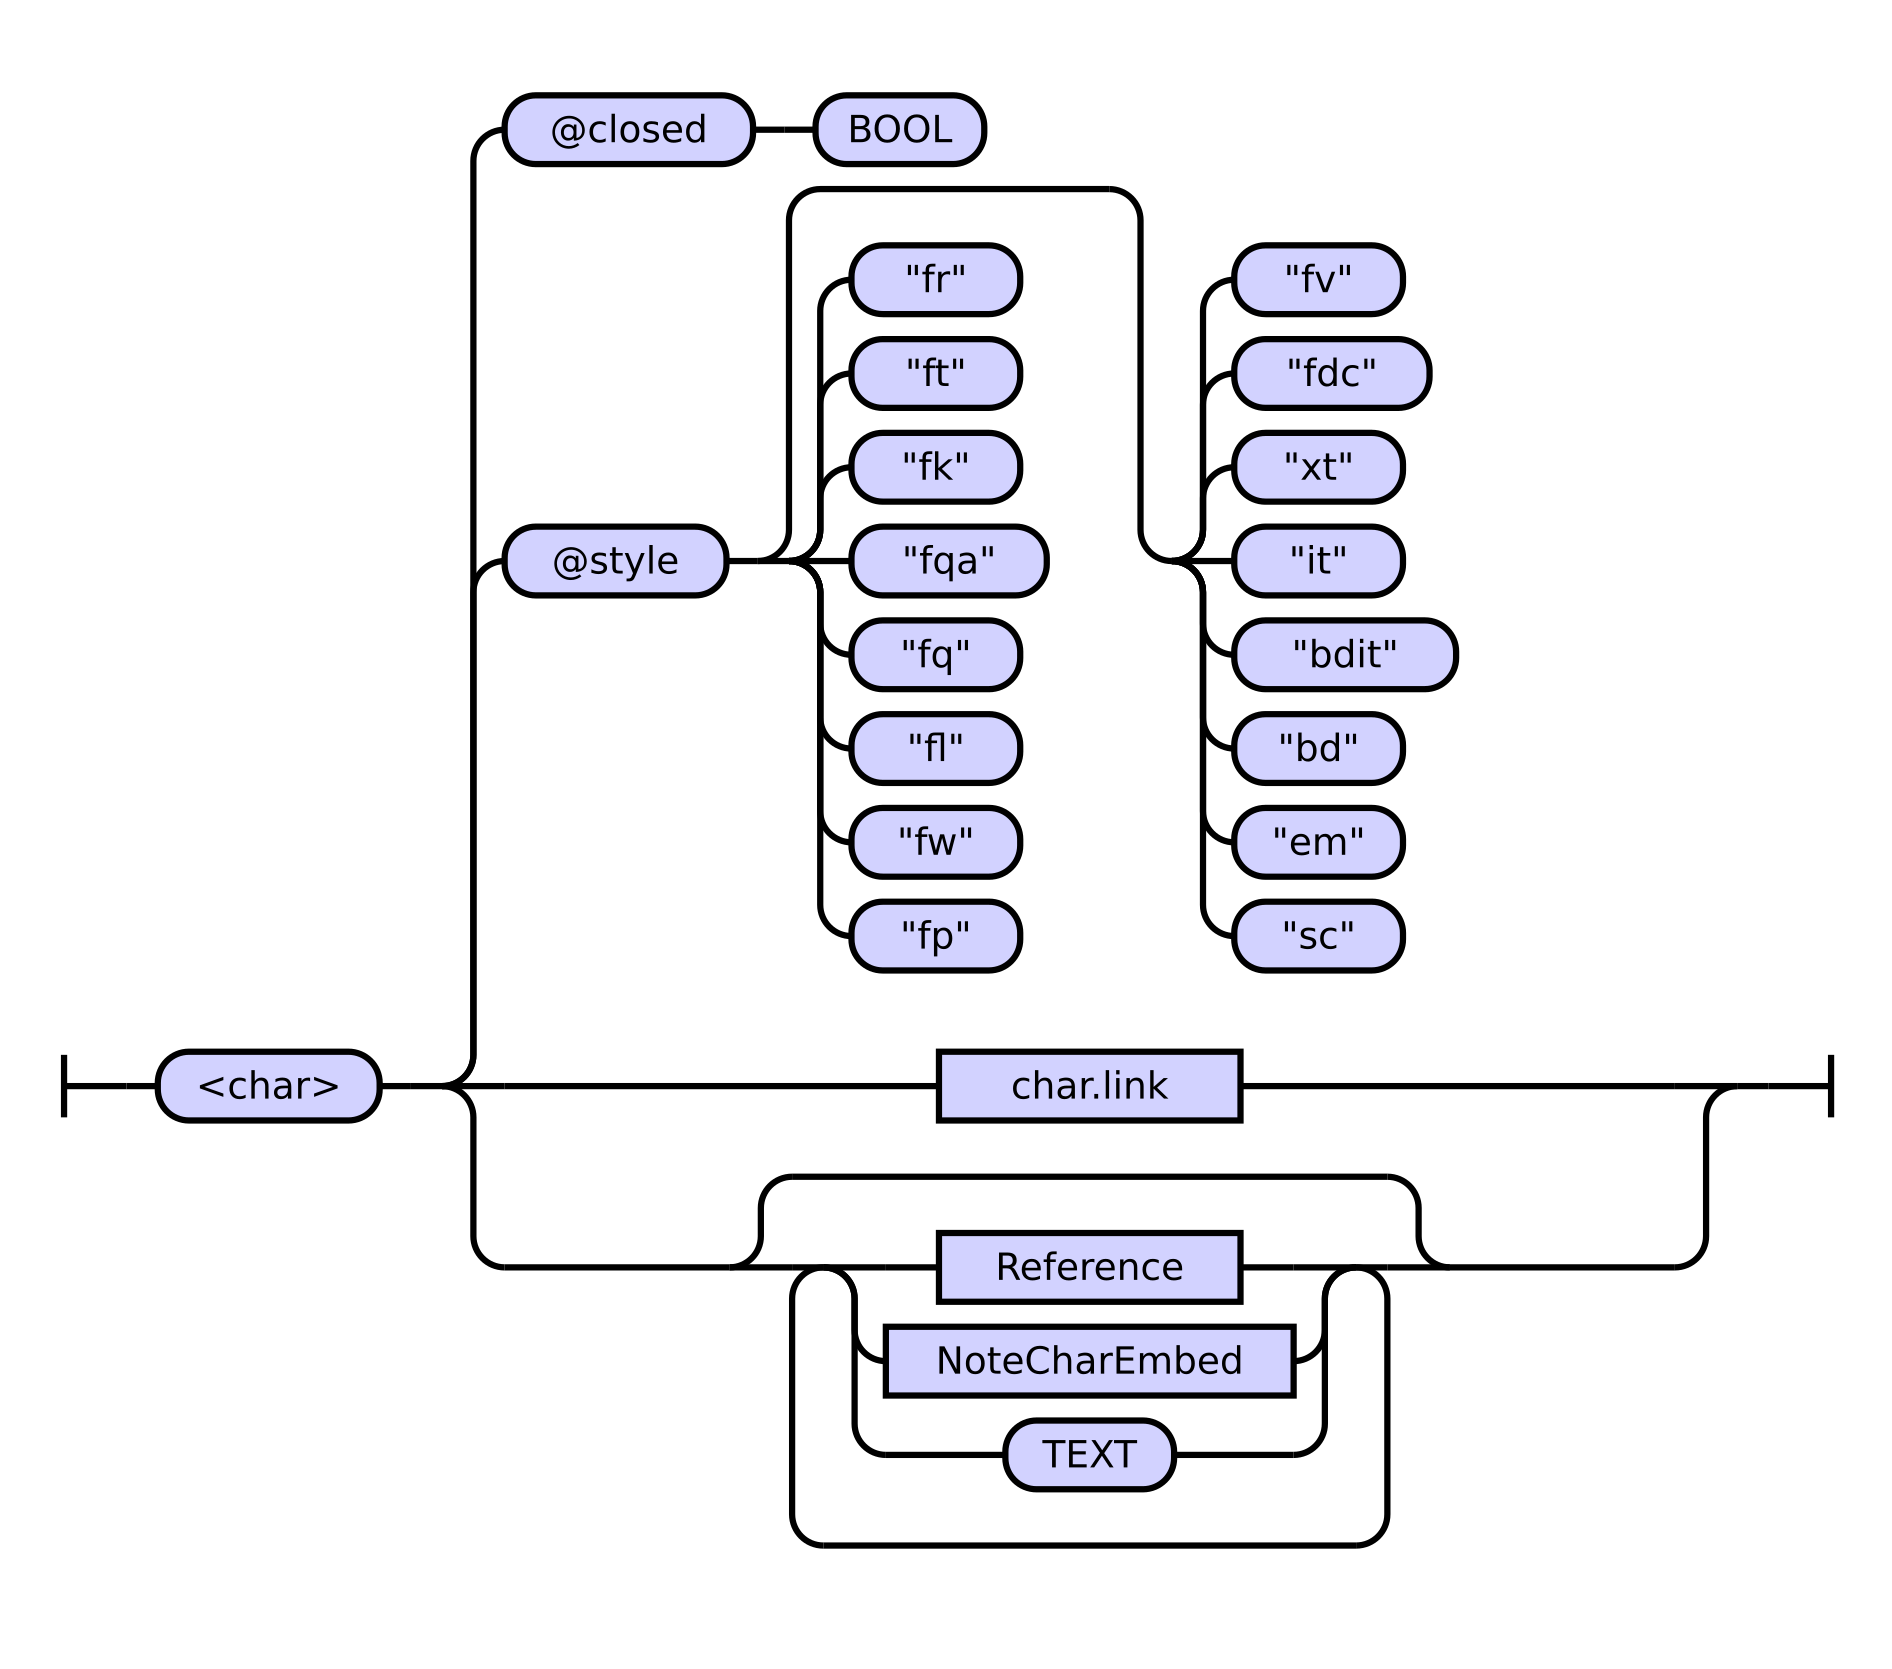 @closed BOOL
"fr" "fv"
"ft" "fdc"
"fk" "xt"
@style "fqa" "it"
"fq" "bdit"
"fl" "bd"
"fw" "em"
"fp" "sc"
<char> char.link
Reference
NoteCharEmbed
TEXT